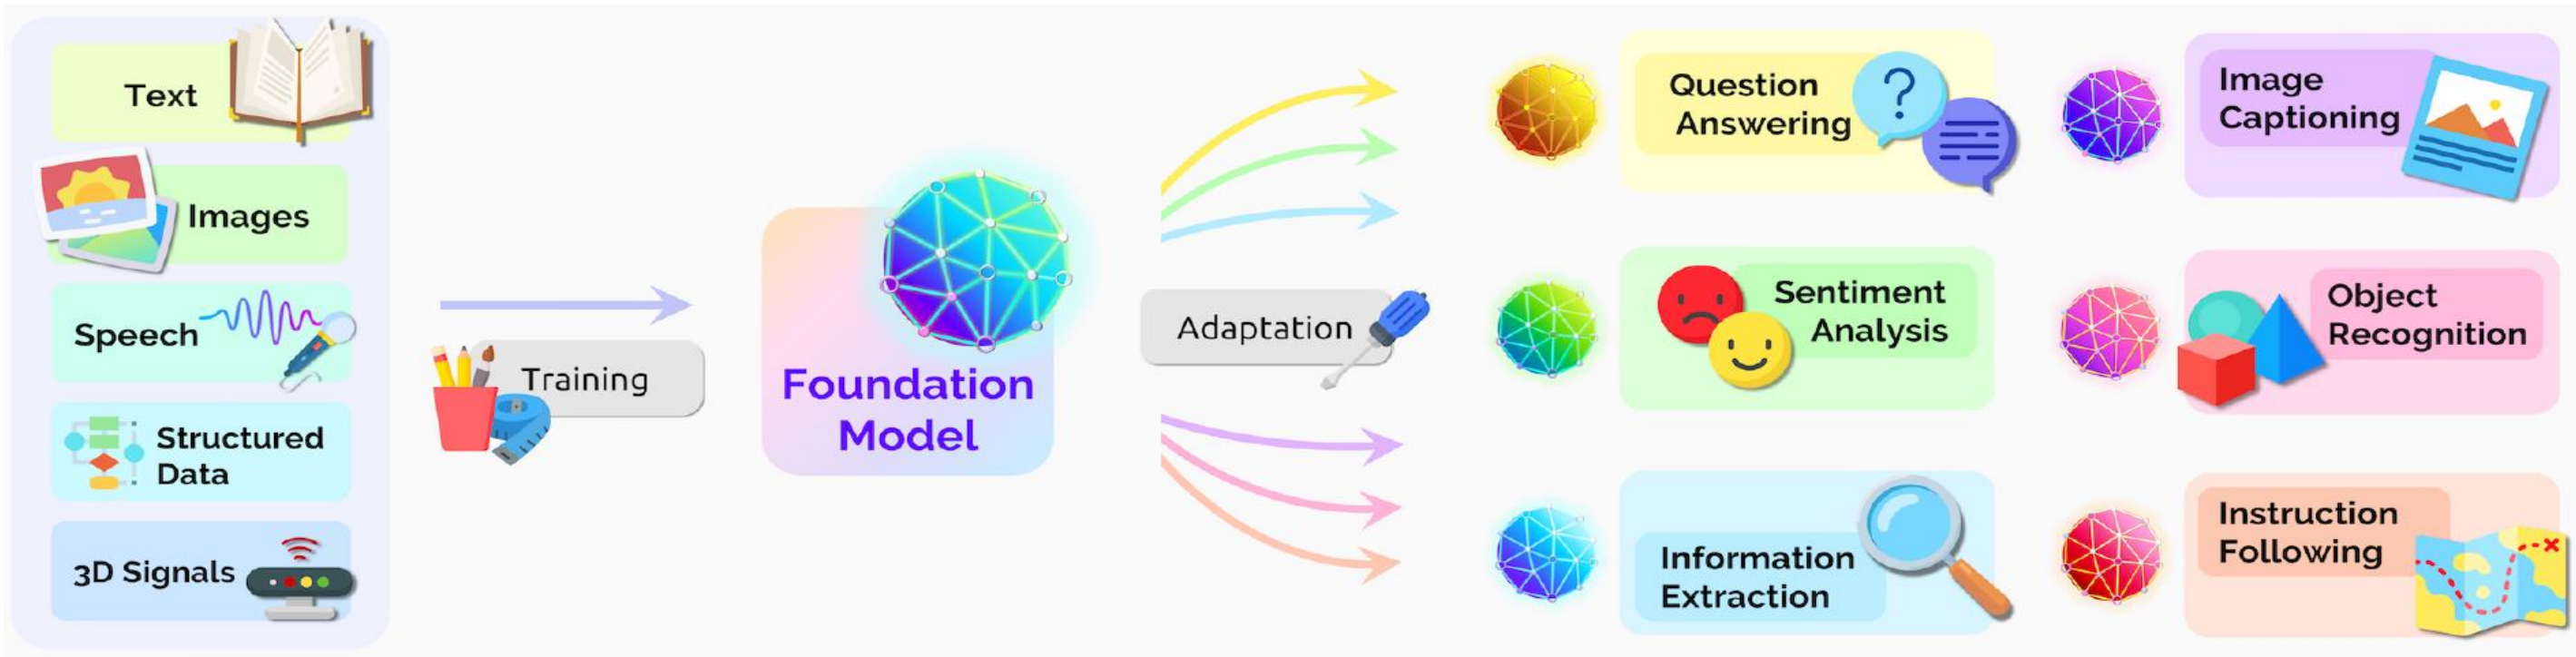 Text
Images
Speech
Structured
Data
3D Signals
Training
Foundation
Model
Adaptation
Question
Answering
Sentiment
Analysis
Information
Extraction
Image
Captioning
Object
Recognition
Instruction
Following